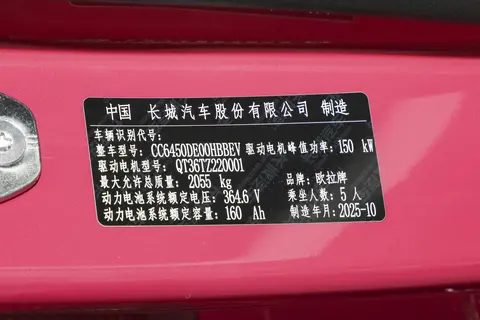 中国 长城汽车股份有限公司 制造
车辆识别代号:
整车型号: CC6450DE00HBBEV 驱动电机峰值功率: 150 kW
驱动电机型号: QT36TZ220001
最大允许总质量: 2055 kg 品牌: 欧拉牌
动力电池系统额定电压: 364.6 V 乘坐人数: 5 人
动力电池系统额定容量: 160 Ah 制造年月: 2025-10